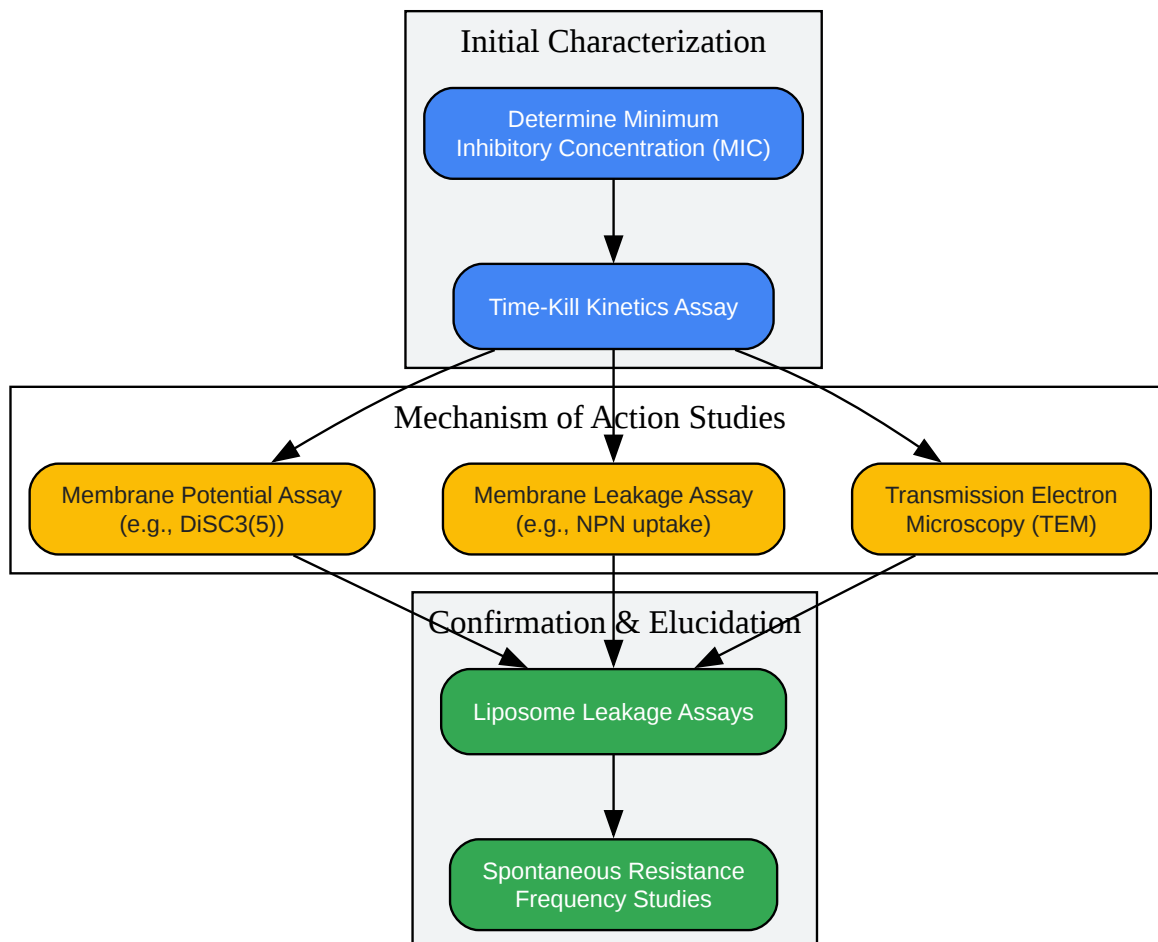 Initial Characterization
Determine Minimum
Inhibitory Concentration (MIC)
Time-Kill Kinetics Assay
Mechanism of Action Studies
Membrane Potential Assay
(e.g., DiSC3(5))
Membrane Leakage Assay
(e.g., NPN uptake)
Transmission Electron
Microscopy (TEM)
Confirmation & Elucidation
Liposome Leakage Assays
Spontaneous Resistance
Frequency Studies